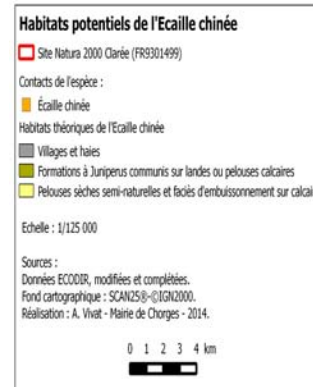 Habitats potentiels de l'Ecaille chinée
Site Natura 2000 Clarée (FR9301499)
Contacts de l'espèce :
Écaille chinée
Habitats théoriques de l'Ecaille chinée
Villages et haies
Formations à Juniperus communis sur landes ou pelouses calcaires
Pelouses sèches semi-naturelles et faciès d'embuissonnement sur calcai
Echelle : 1/125 000
Sources :
Données ECODIR, modifiées et complétées.
Fond cartographique : SCAN25®-©IGN2000.
Réalisation : A. Vivat - Mairie de Chorges - 2014.
0 1 2 3 4 km